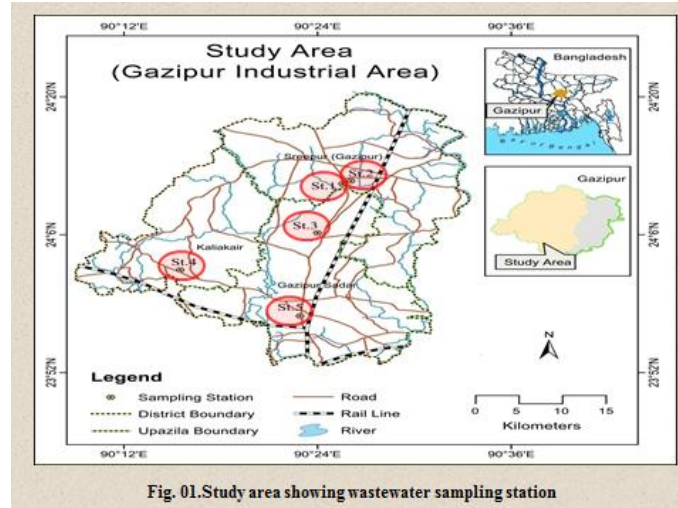 90°12'E 90°24'E 90°36'E
Study Area
(Gazipur Industrial Area)
Bangladesh
Gazipur
Bay of Bengal
24°20'N
24°20'N
Sreepur (Gazipur)
St.1
St.2
St.3
Gazipur
Study Area
24°6'N
24°6'N
Kaliakair
St.4
Gazipur Sadar
St.5
N
23°52'N
23°52'N
Legend
Sampling Station
District Boundary
Upazila Boundary
Road
Rail Line
River
0 5 10 15
Kilometers
90°12'E 90°24'E 90°36'E
Fig. 01.Study area showing wastewater sampling station